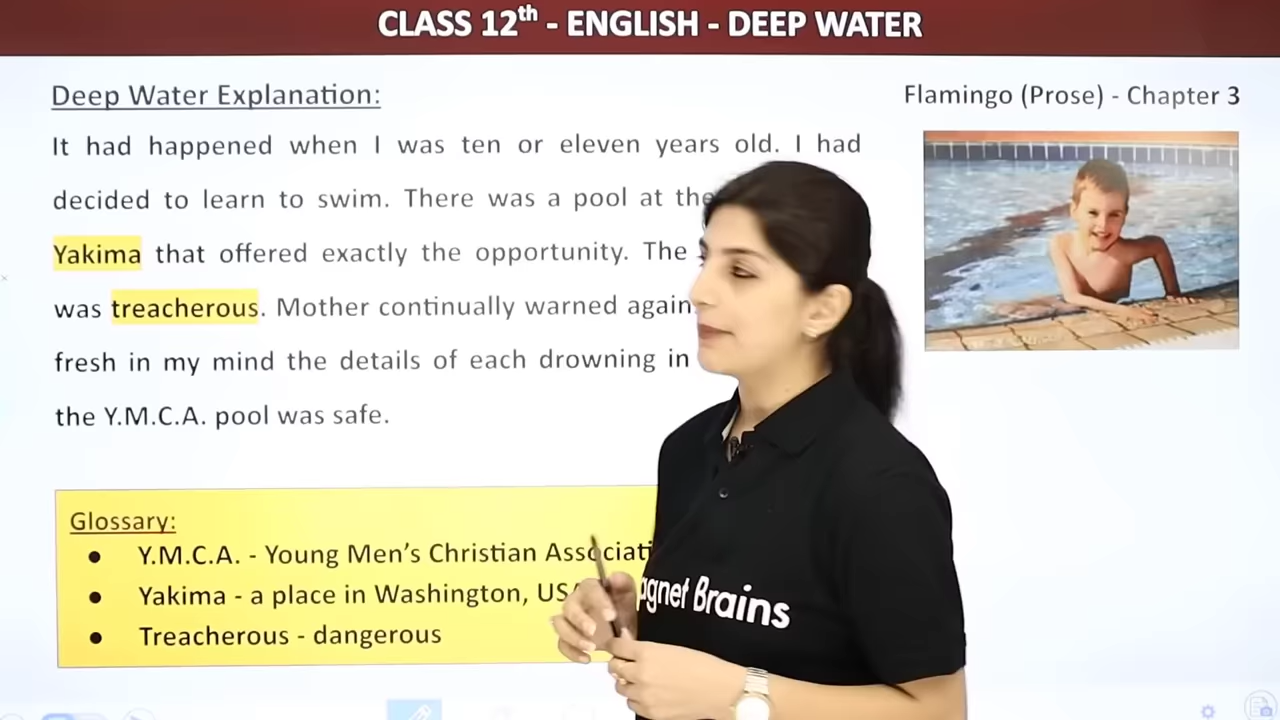 CLASS 12th - ENGLISH - DEEP WATER
Deep Water Explanation:
Flamingo (Prose) - Chapter 3
It had happened when I was ten or eleven years old. I had
decided to learn to swim. There was a pool at the
Yakima that offered exactly the opportunity. The
was treacherous. Mother continually warned again
fresh in my mind the details of each drowning in
the Y.M.C.A. pool was safe.
Glossary:
● Y.M.C.A. - Young Men's Christian Associati
● Yakima - a place in Washington, USA
● Treacherous - dangerous
agnet Brains